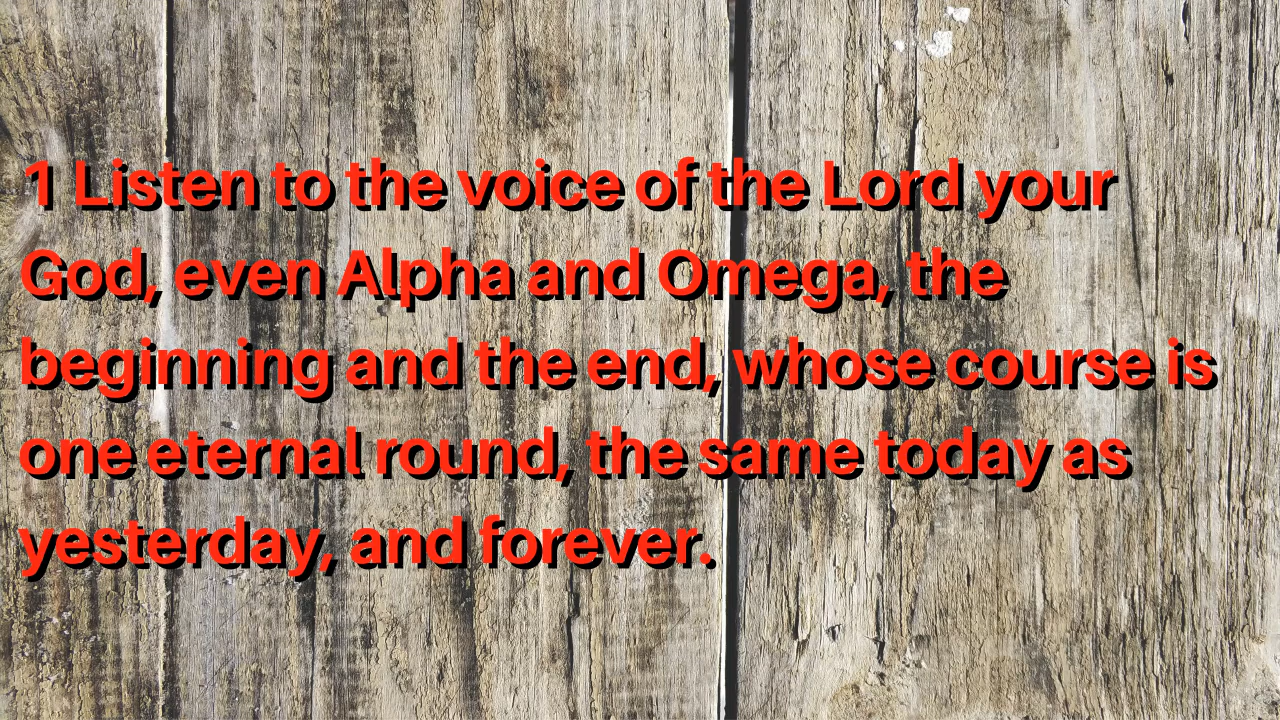 1 Listen to the voice of the Lord your
God, even Alpha and Omega, the
beginning and the end, whose course is
one eternal round, the same today as
yesterday, and forever.